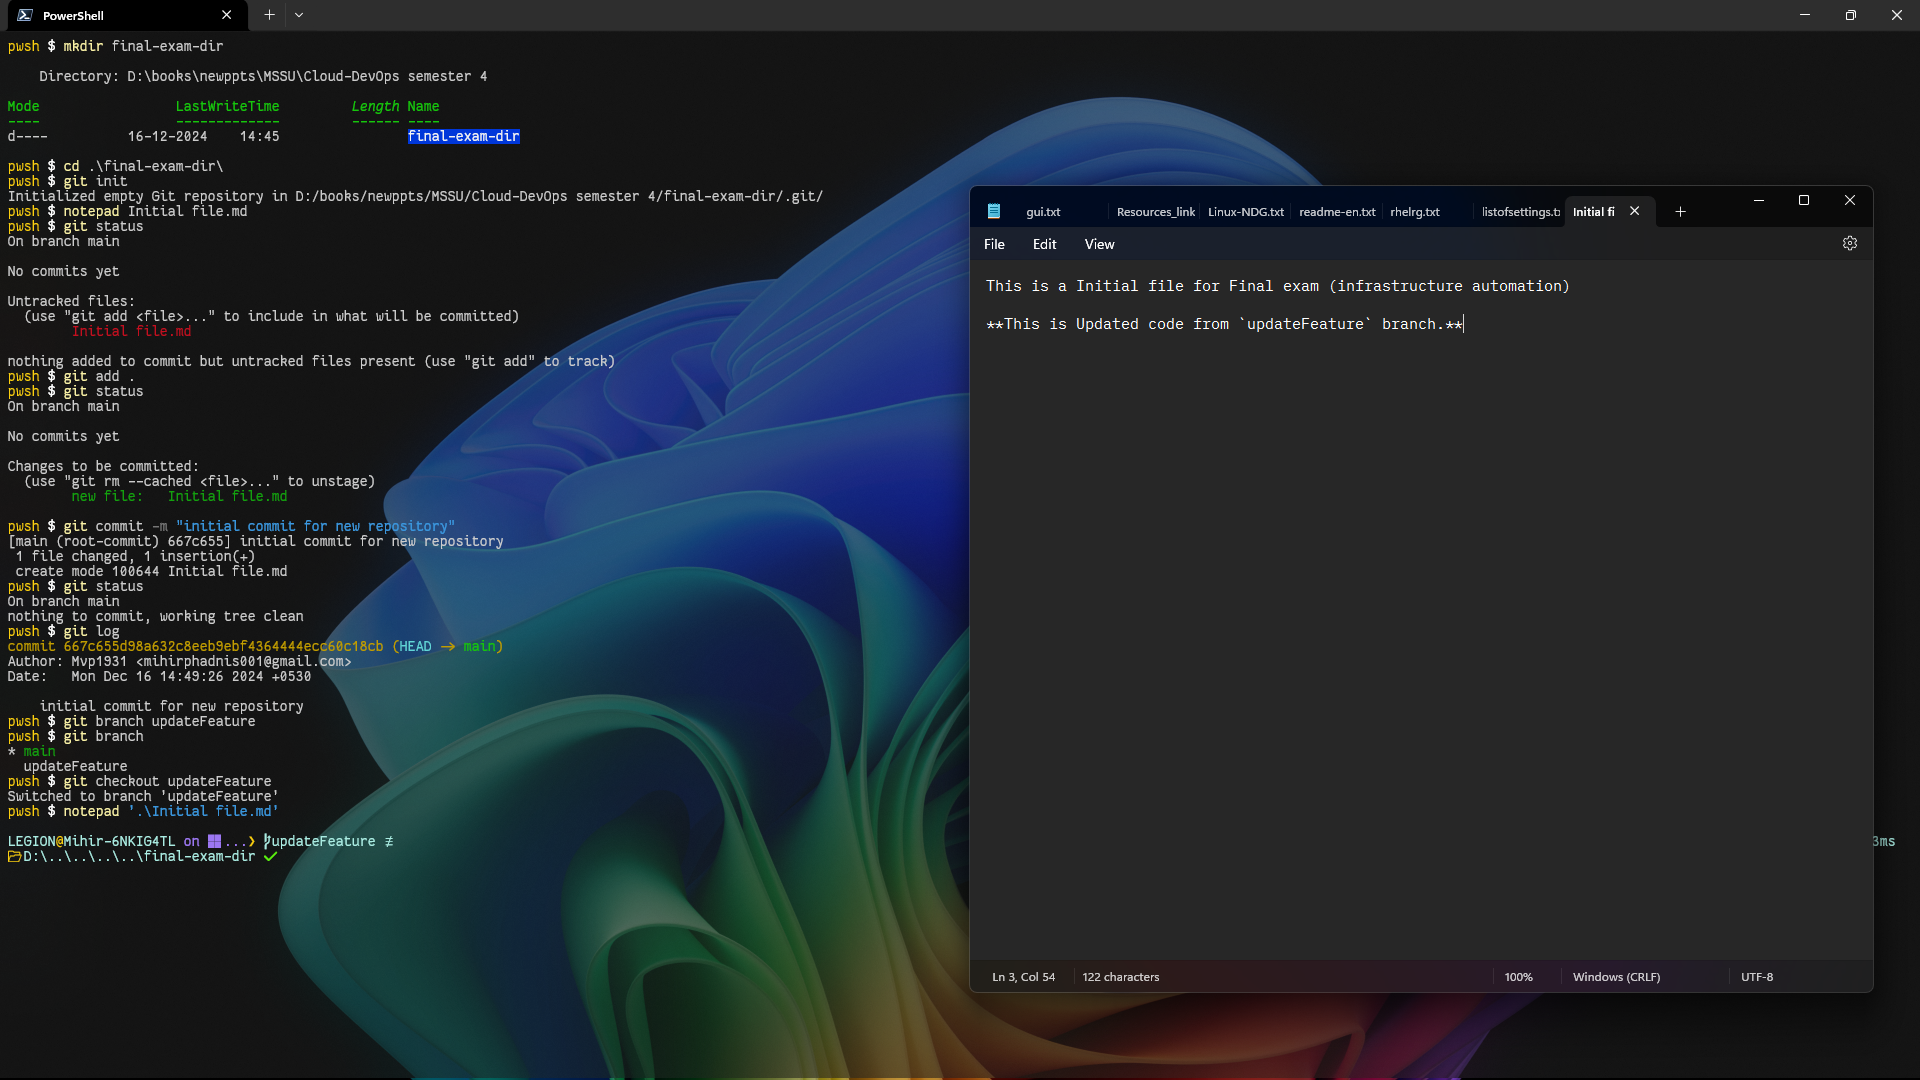 PowerShell
pwsh $ mkdir final-exam-dir
Directory: D:\books\newppts\MSSU\Cloud-DevOps semester 4
Mode LastWriteTime Length Name
---- ------------- ------ ----
d---- 16-12-2024 14:45 final-exam-dir
pwsh $ cd .\final-exam-dir\
pwsh $ git init
Initialized empty Git repository in D:/books/newppts/MSSU/Cloud-DevOps semester 4/final-exam-dir/.git/
pwsh $ notepad Initial file.md
pwsh $ git status
On branch main
No commits yet
Untracked files:
(use "git add <file>..." to include in what will be committed)
Initial file.md
nothing added to commit but untracked files present (use "git add" to track)
pwsh $ git add .
pwsh $ git status
On branch main
No commits yet
Changes to be committed:
(use "git rm --cached <file>..." to unstage)
new file: Initial file.md
pwsh $ git commit -m "initial commit for new repository"
[main (root-commit) 667c655] initial commit for new repository
1 file changed, 1 insertion(+)
create mode 100644 Initial file.md
pwsh $ git status
On branch main
nothing to commit, working tree clean
pwsh $ git log
commit 667c655d98a632c8eeb9ebf4364444ecc60c18cb (HEAD -> main)
Author: Mvp1931 <mihirphadnis001@gmail.com>
Date: Mon Dec 16 14:49:26 2024 +0530
initial commit for new repository
pwsh $ git branch updateFeature
pwsh $ git branch
* main
updateFeature
pwsh $ git checkout updateFeature
Switched to branch 'updateFeature'
pwsh $ notepad '.\Initial file.md'
LEGION@Mihir-6NKIG4TL on ...❯ updateFeature ≢
D:\..\..\..\..\final-exam-dir ✓
3ms
gui.txt Resources_link Linux-NDG.txt readme-en.txt rhelrg.txt listofsettings.t Initial fi
File Edit View
This is a Initial file for Final exam (infrastructure automation)
**This is Updated code from `updateFeature` branch.**
Ln 3, Col 54 122 characters 100% Windows (CRLF) UTF-8